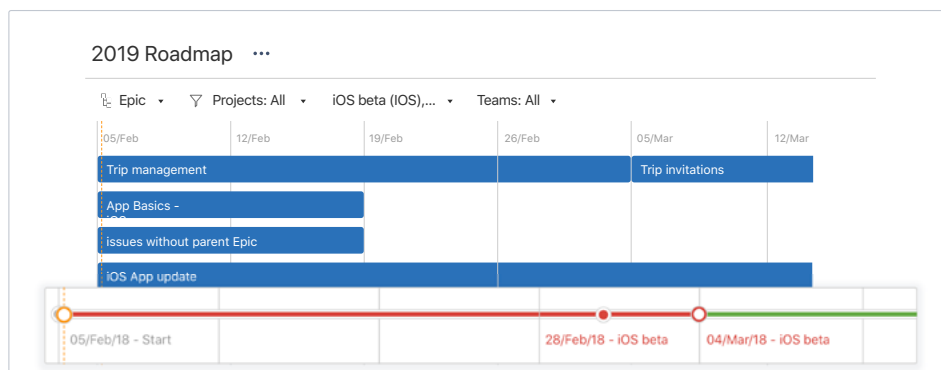 2019 Roadmap ...
Epic Projects: All iOS beta (IOS),... Teams: All
05/Feb 12/Feb 19/Feb 26/Feb 05/Mar 12/Mar
Trip management Trip invitations
App Basics -
iOS
issues without parent Epic
iOS App update
05/Feb/18 - Start 28/Feb/18 - iOS beta 04/Mar/18 - iOS beta